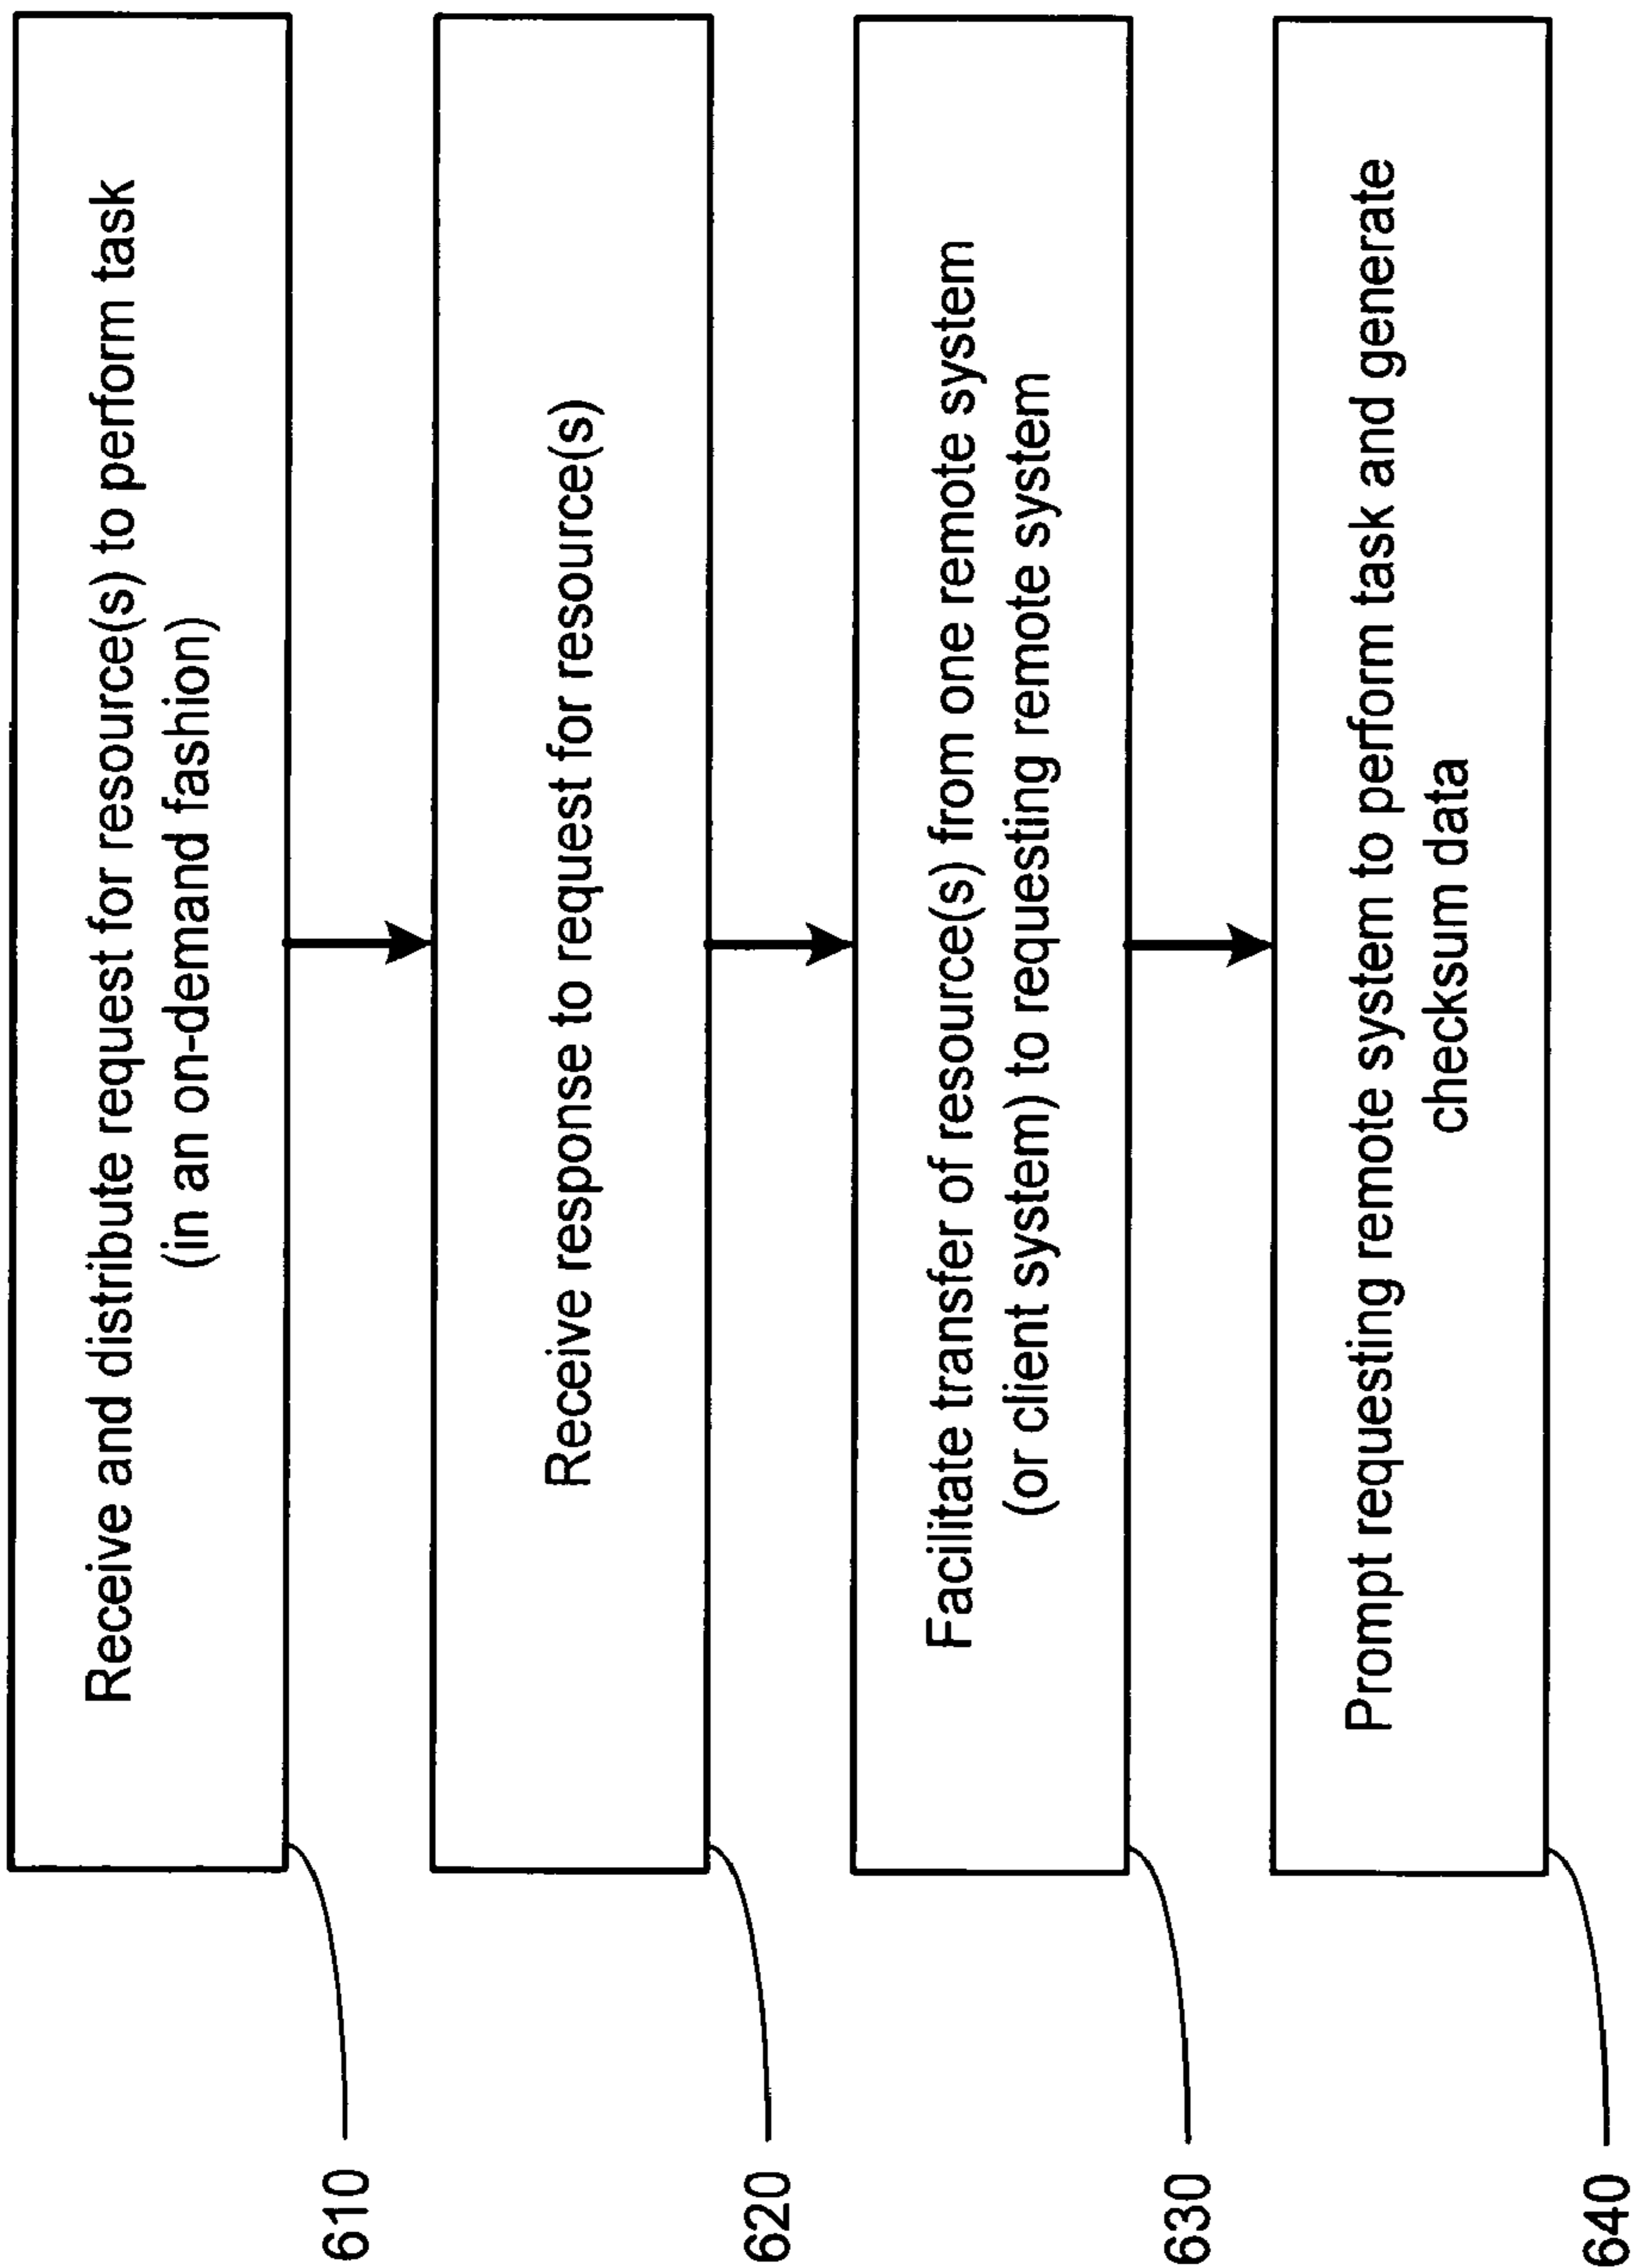 Receive and distribute request for resource(s) to perform task
(in an on-demand fashion)
610
Receive response to request for resource(s)
620
Facilitate transfer of resource(s) from one remote system
(or client system) to requesting remote system
630
Prompt requesting remote system to perform task and generate
checksum data
640